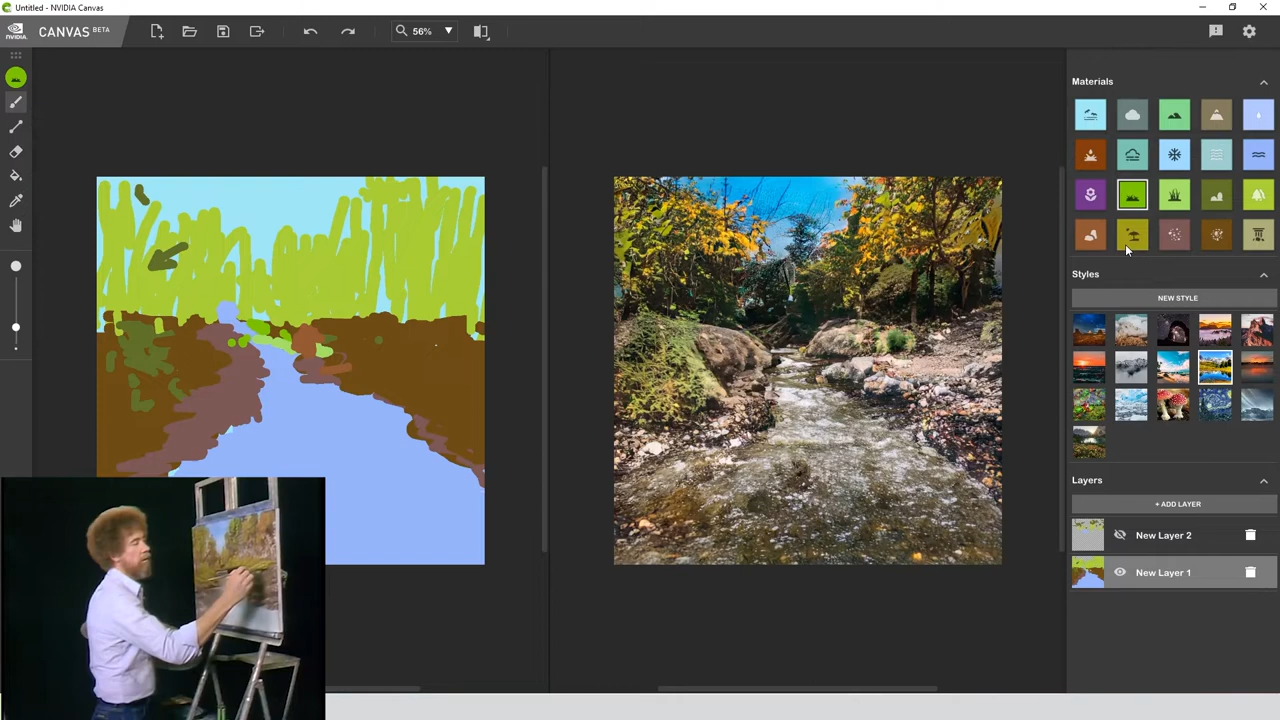 Untitled - NVIDIA Canvas
NVIDIA
CANVAS BETA
56%
Materials
Styles
NEW STYLE
Layers
+ ADD LAYER
New Layer 2
New Layer 1